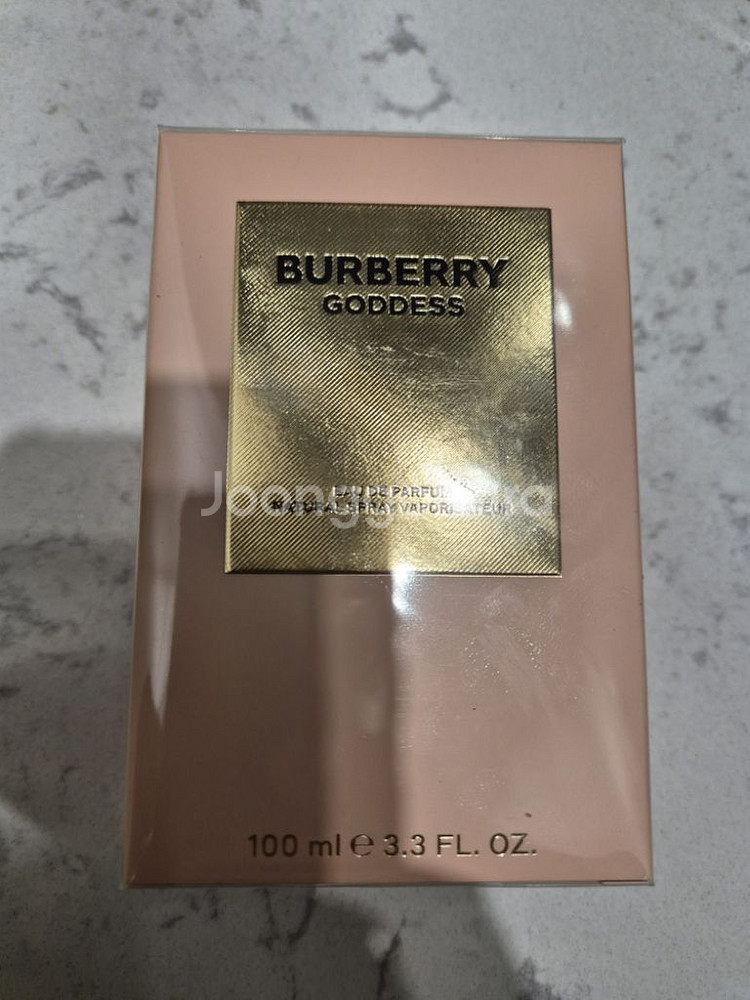 BURBERRY
GODDESS
EAU DE PARFUM
NATURAL SPRAY VAPORISATEUR
100 ml ℮ 3.3 FL. OZ.